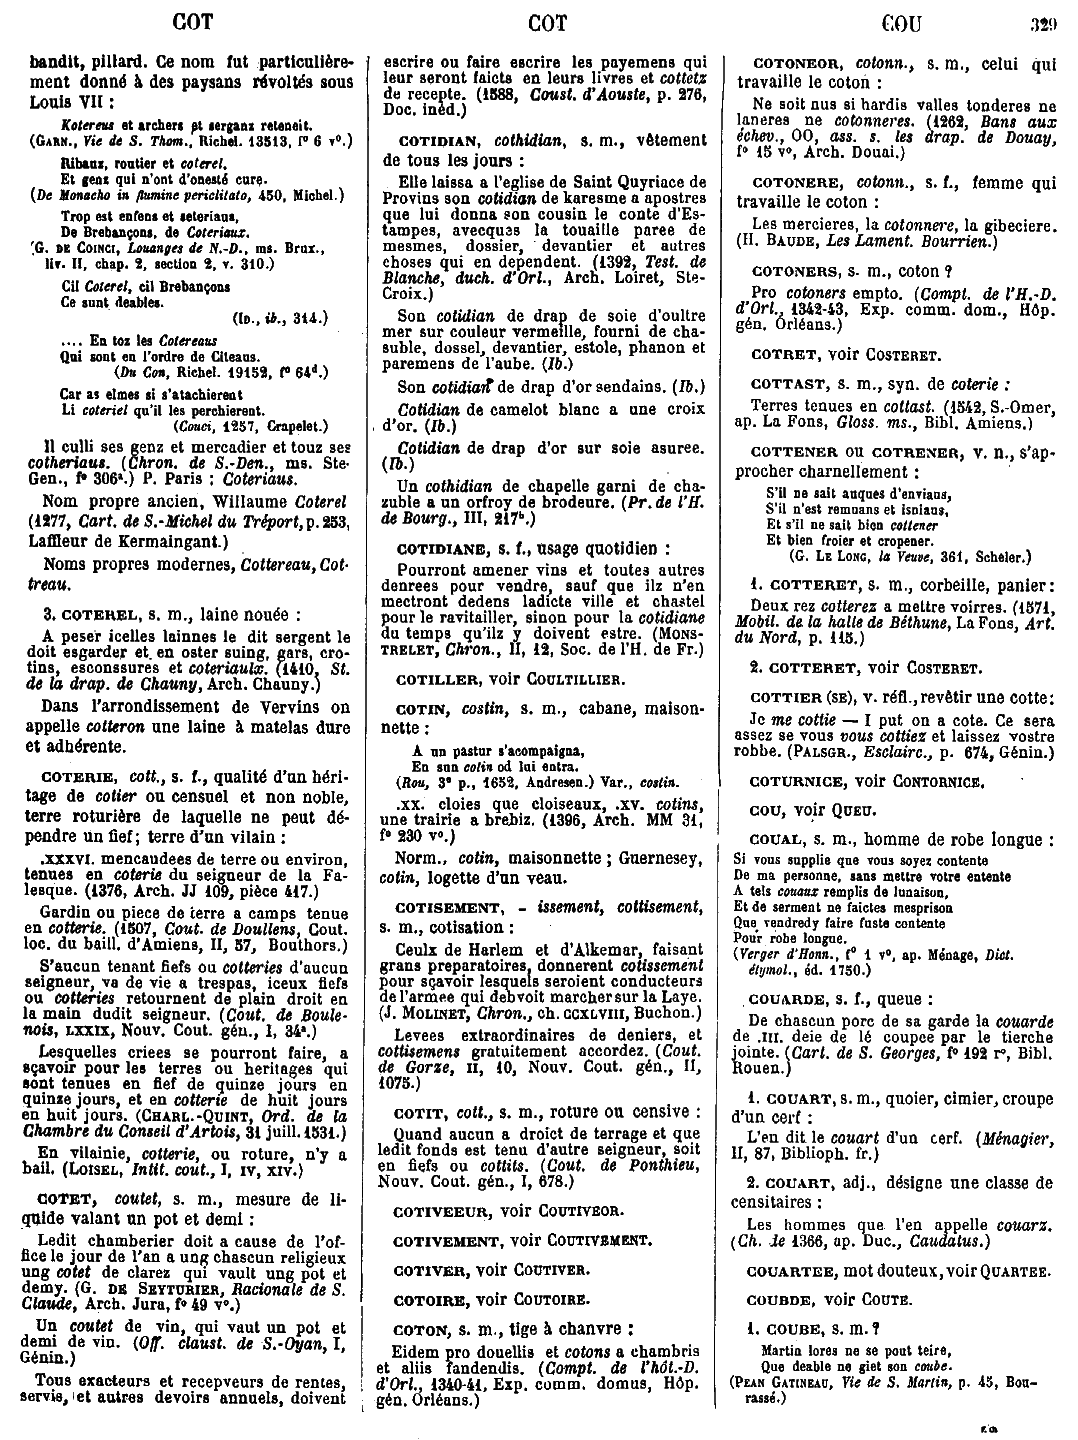 COT
COT
COU
329
bandit, pillard. Ce nom fut particulière-
ment donné à des paysans révoltés sous
Louis VII :
Kotereus et archers et serganz reteneit.
(GARN., Vie de S. Thom., Richel. 13513, f° 6 v°.)
Ribauz, routier et coterel,
Et genz qui n'ont d'onesté cure.
(De Monacho in flumine periclitato, 450, Michel.)
Trop est enfens et seterians,
De Brebançons, de Coteriaux.
(G. DE COINCI, Louanges de N.-D., ms. Brux.,
liv. II, chap. 2, section 2, v. 310.)
Cil Coterel, cil Brebançons
Ce sunt deables.
(ID., ib., 314.)
.... En toz les Cotereaus
Qui sont en l'ordre de Citeaus.
(Du Con, Richel. 19152, f° 64d.)
Car as elmes si s'atachierent
Li coteriel qu'il les perchierent.
(Couci, 1257, Crapelet.)
Il culli ses genz et mercadier et touz ses
cotheriaus. (Chron. de S.-Den., ms. Ste-
Gen., f° 306a.) P. Paris : Coteriaus.
Nom propre ancien, Willaume Coterel
(1277, Cart. de S.-Michel du Tréport, p. 253,
Laffleur de Kermaingant.)
Noms propres modernes, Cottereau, Cot-
treau.
3. COTEREL, s. m., laine nouée :
A peser icelles lainnes le dit sergent le
doit esgarder et en oster suing, gars, cro-
tins, esconssures et coteriaulx. (1410, St.
de la drap. de Chauny, Arch. Chauny.)
Dans l'arrondissement de Vervins on
appelle cotteron une laine à matelas dure
et adhérente.
COTERIE, cott., s. f., qualité d'un héri-
tage de cotier ou censuel et non noble,
terre roturière de laquelle ne peut dé-
pendre un fief; terre d'un vilain :
.XXXVI. mencaudees de terre ou environ,
tenues en coterie du seigneur de la Fa-
lesque. (1376, Arch. JJ 109, pièce 417.)
Gardin ou piece de terre a camps tenue
en cotterie. (1507, Cout. de Doullens, Cout.
loc. du baill. d'Amiens, II, 57, Bouthors.)
S'aucun tenant fiefs ou cotteries d'aucun
seigneur, va de vie a trespas, iceux fiefs
ou cotteries retournent de plain droit en
la main dudit seigneur. (Cout. de Boule-
nois, LXXIX, Nouv. Cout. gén., I, 34a.)
Lesquelles criees se pourront faire, a
sçavoir pour les terres ou heritages qui
sont tenues en fief de quinze jours en
quinze jours, et en cotterie de huit jours
en huit jours. (CHARL.-QUINT, Ord. de la
Chambre du Conseil d'Artois, 31 juill. 1531.)
En vilainie, cotterie, ou roture, n'y a
bail. (LOISEL, Intit. cout., I, IV, XIV.)
COTET, coutet, s. m., mesure de li-
quide valant un pot et demi :
Ledit chamberier doit a cause de l'of-
fice le jour de l'an a ung chascun religieux
ung cotet de clarez qui vault ung pot et
demy. (G. DE SEYTURIER, Racionale de S.
Claude, Arch. Jura, f° 49 v°.)
Un coutet de vin, qui vaut un pot et
demi de vin. (Off. claust. de S.-Oyan, I,
Génin.)
Tous exacteurs et recepveurs de rentes,
servis, et autres devoirs annuels, doivent
escrire ou faire escrire les payemens qui
leur seront faicts en leurs livres et cottetz
de recepte. (1588, Coust. d'Aouste, p. 276,
Doc. inéd.)
COTIDIAN, cothidian, s. m., vêtement
de tous les jours :
Elle laissa a l'eglise de Saint Quyriace de
Provins son cotidian de karesme a apostres
que lui donna son cousin le conte d'Es-
tampes, avecques la touaille paree de
mesmes, dossier, devantier et autres
choses qui en dependent. (1392, Test. de
Blanche, duch. d'Orl., Arch. Loiret, Ste-
Croix.)
Son cotidian de drap de soie d'oultre
mer sur couleur vermeille, fourni de cha-
suble, dossel, devantier, estole, phanon et
paremens de l'aube. (Ib.)
Son cotidian de drap d'or sendains. (Ib.)
Cotidian de camelot blanc a une croix
d'or. (Ib.)
Cotidian de drap d'or sur soie asuree.
(Ib.)
Un cothidian de chapelle garni de cha-
zuble a un orfroy de brodeure. (Pr. de l'H.
de Bourg., III, 217b.)
COTIDIANE, s. f., usage quotidien :
Pourront amener vins et toutes autres
denrees pour vendre, sauf que ilz n'en
mectront dedens ladicte ville et chastel
pour le ravitailler, sinon pour la cotidiane
du temps qu'ilz y doivent estre. (MONS-
TRELET, Chron., II, 12, Soc. de l'H. de Fr.)
COTILLER, voir COULTILLIER.
COTIN, costin, s. m., cabane, maison-
nette :
A un pastur s'acompaigna,
En sun cotin od lui entra.
(Rou, 3e p., 1652, Andresen.) Var., costin.
.XX. cloies que cloiseaux, .XV. cotins,
une trairie a brebiz. (1396, Arch. MM 31,
f° 230 v°.)
Norm., cotin, maisonnette ; Guernesey,
cotin, logette d'un veau.
COTISEMENT, - issement, cottisement,
s. m., cotisation :
Ceulx de Harlem et d'Alkemar, faisant
grans preparatoires, donnerent cotissement
pour sçavoir lesquels seroient conducteurs
de l'armee qui debvoit marcher sur la Laye.
(J. MOLINET, Chron., ch. CCXLVIII, Buchon.)
Levees extraordinaires de deniers, et
cottisemens gratuitement accordez. (Cout.
de Gorze, II, 10, Nouv. Cout. gén., II,
1075.)
COTIT, cott., s. m., roture ou censive :
Quand aucun a droict de terrage et que
ledit fonds est tenu d'autre seigneur, soit
en fiefs ou cottits. (Cout. de Ponthieu,
Nouv. Cout. gén., I, 678.)
COTIVEEUR, voir COUTIVEOR.
COTIVEMENT, voir COUTIVEMENT.
COTIVER, voir COUTIVER.
COTOIRE, voir COUTOIRE.
COTON, s. m., tige à chanvre :
Eidem pro douellis et cotons a chambris
et aliis fandendis. (Compt. de l'hôt.-D.
d'Orl., 1340-41, Exp. comm. domus, Hôp.
gén. Orléans.)
COTONEOR, cotonn., s. m., celui qui
travaille le coton :
Ne soit nus si hardis valles tonderes ne
laneres ne cotonneres. (1262, Bans aux
échev., OO, ass. s. les drap. de Douay,
f° 15 v°, Arch. Douai.)
COTONERE, cotonn., s. f., femme qui
travaille le coton :
Les mercieres, la cotonnere, la gibeciere.
(H. BAUDE, Les Lament. Bourrien.)
COTONERS, s. m., coton ?
Pro cotoners empto. (Compt. de l'H.-D.
d'Orl., 1342-43, Exp. comm. dom., Hôp.
gén. Orléans.)
COTRET, voir COSTERET.
COTTAST, s. m., syn. de coterie :
Terres tenues en cottast. (1542, S.-Omer,
ap. La Fons, Gloss. ms., Bibl. Amiens.)
COTTENER OU COTRENER, v. n., s'ap-
procher charnellement :
S'il ne sait auques d'envians,
S'il n'est remuans et isnians,
Et s'il ne sait bien cottener
Et bien froier et cropener.
(G. LE LONG, la Veuve, 361, Scheler.)
1. COTTERET, s. m., corbeille, panier :
Deux rez cotterez a mettre voirres. (1571,
Mobil. de la halle de Béthune, La Fons, Art.
du Nord, p. 115.)
2. COTTERET, voir COSTERET.
COTTIER (SE), v. réfl., revêtir une cotte:
Je me cottie — I put on a cote. Ce sera
assez se vous vous cottiez et laissez vostre
robbe. (PALSGR., Esclairc., p. 674, Génin.)
COTURNICE, voir CONTORNICE.
COU, voir QUEU.
COUAL, s. m., homme de robe longue :
Si vous supplie que vous soyez contente
De ma personne, sans mettre votre entente
A tels couaux remplis de lunaison,
Et de serment ne faictes mesprison
Que vendredy faire fuste contente
Pour robe longue.
(Verger d'Honn., f° 1 v°, ap. Ménage, Dict.
étymol., éd. 1750.)
COUARDE, s. f., queue :
De chascun porc de sa garde la couarde
de .III. deie de lé coupee par le tierche
jointe. (Cart. de S. Georges, f° 192 r°, Bibl.
Rouen.)
1. COUART, s. m., quoier, cimier, croupe
d'un cerf :
L'en dit le couart d'un cerf. (Ménagier,
II, 87, Biblioph. fr.)
2. COUART, adj., désigne une classe de
censitaires :
Les hommes que l'en appelle couarz.
(Ch. de 1366, ap. Duc., Caudatus.)
COUARTEE, mot douteux, voir QUARTEE.
COUBDE, voir COUTE.
1. COUBE, s. m. ?
Martin lores ne se pout teire,
Que deable ne giet son coube.
(PEAN GATINEAU, Vie de S. Martin, p. 45, Bou-
rassé.)